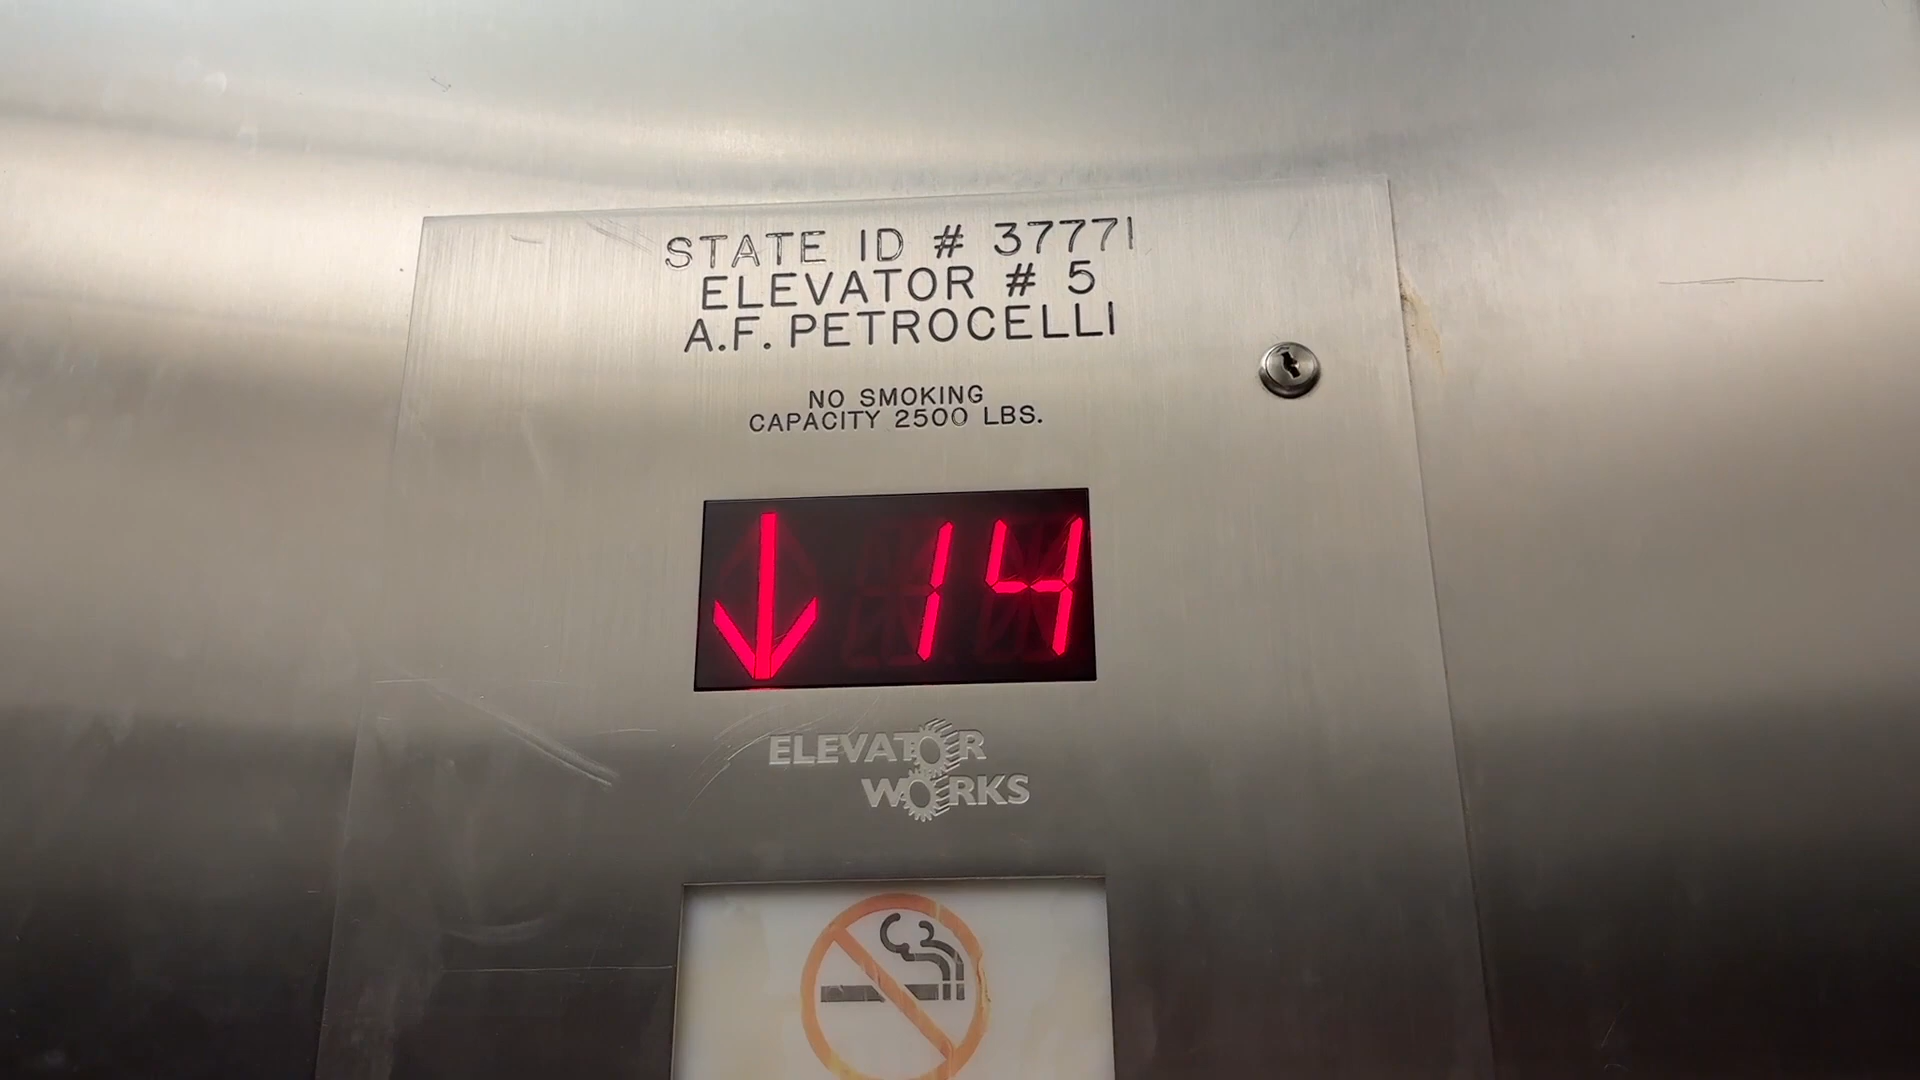 STATE ID # 37771
ELEVATOR # 5
A.F. PETROCELLI
NO SMOKING
CAPACITY 2500 LBS.
↓ 14
ELEVATOR
WORKS